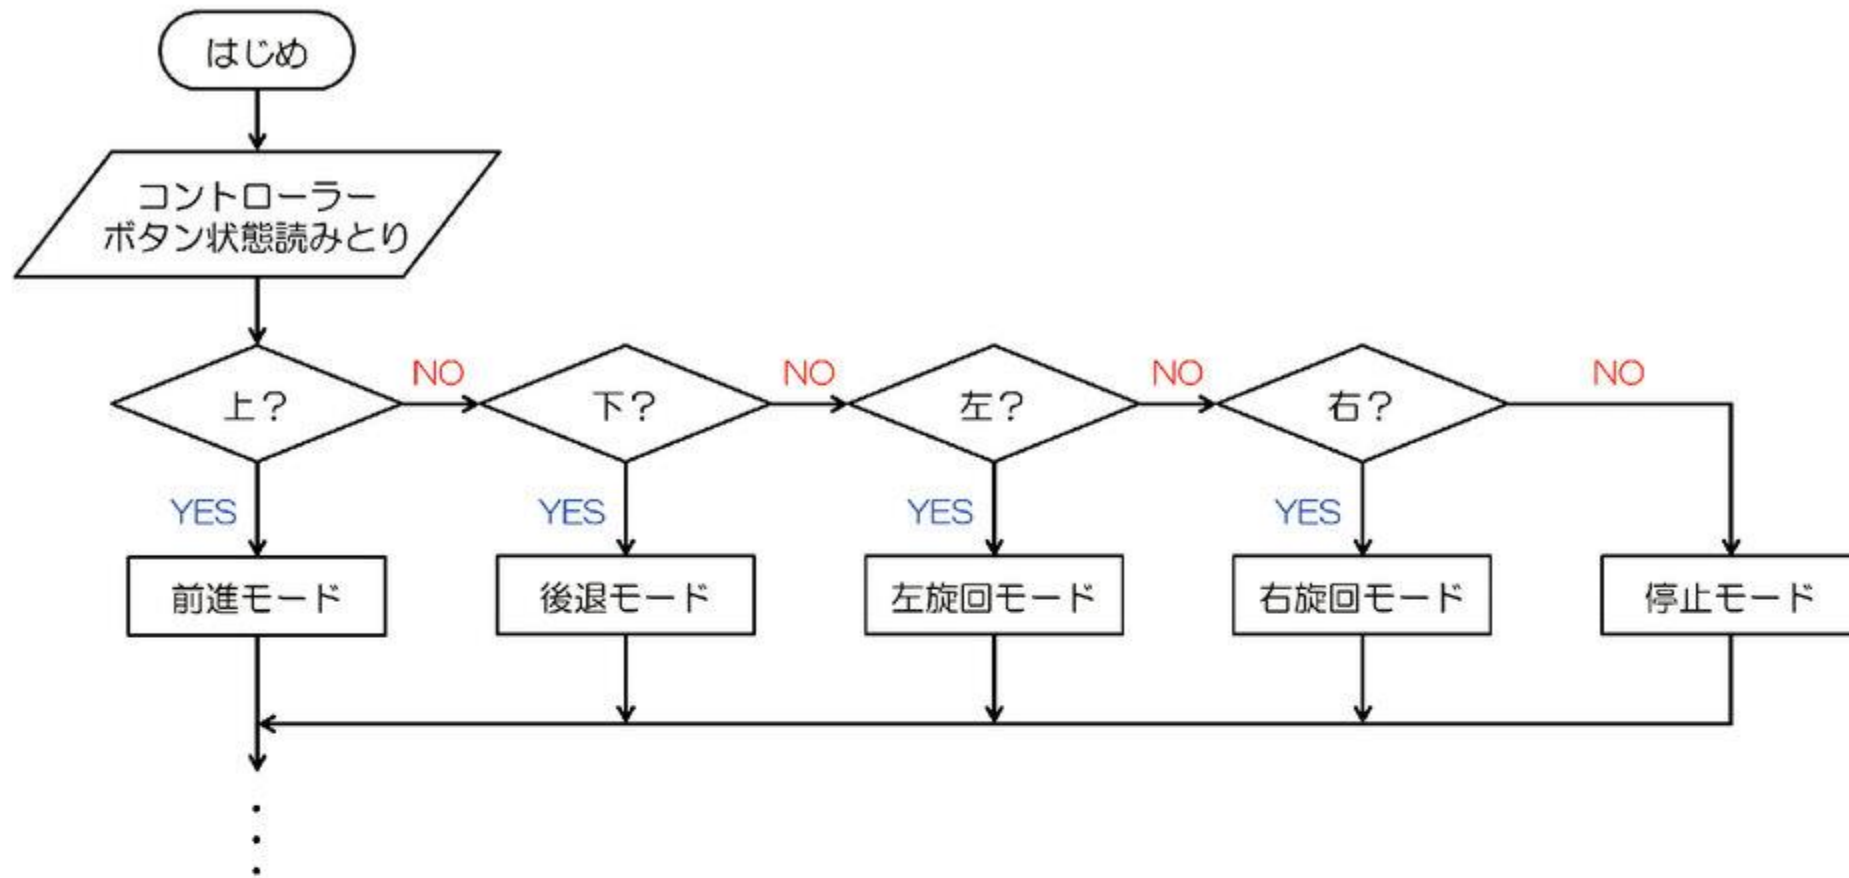 はじめ
コントローラー
ボタン状態読みとり
上?
NO
下?
NO
左?
NO
右?
NO
YES
YES
YES
YES
前進モード
後退モード
左旋回モード
右旋回モード
停止モード